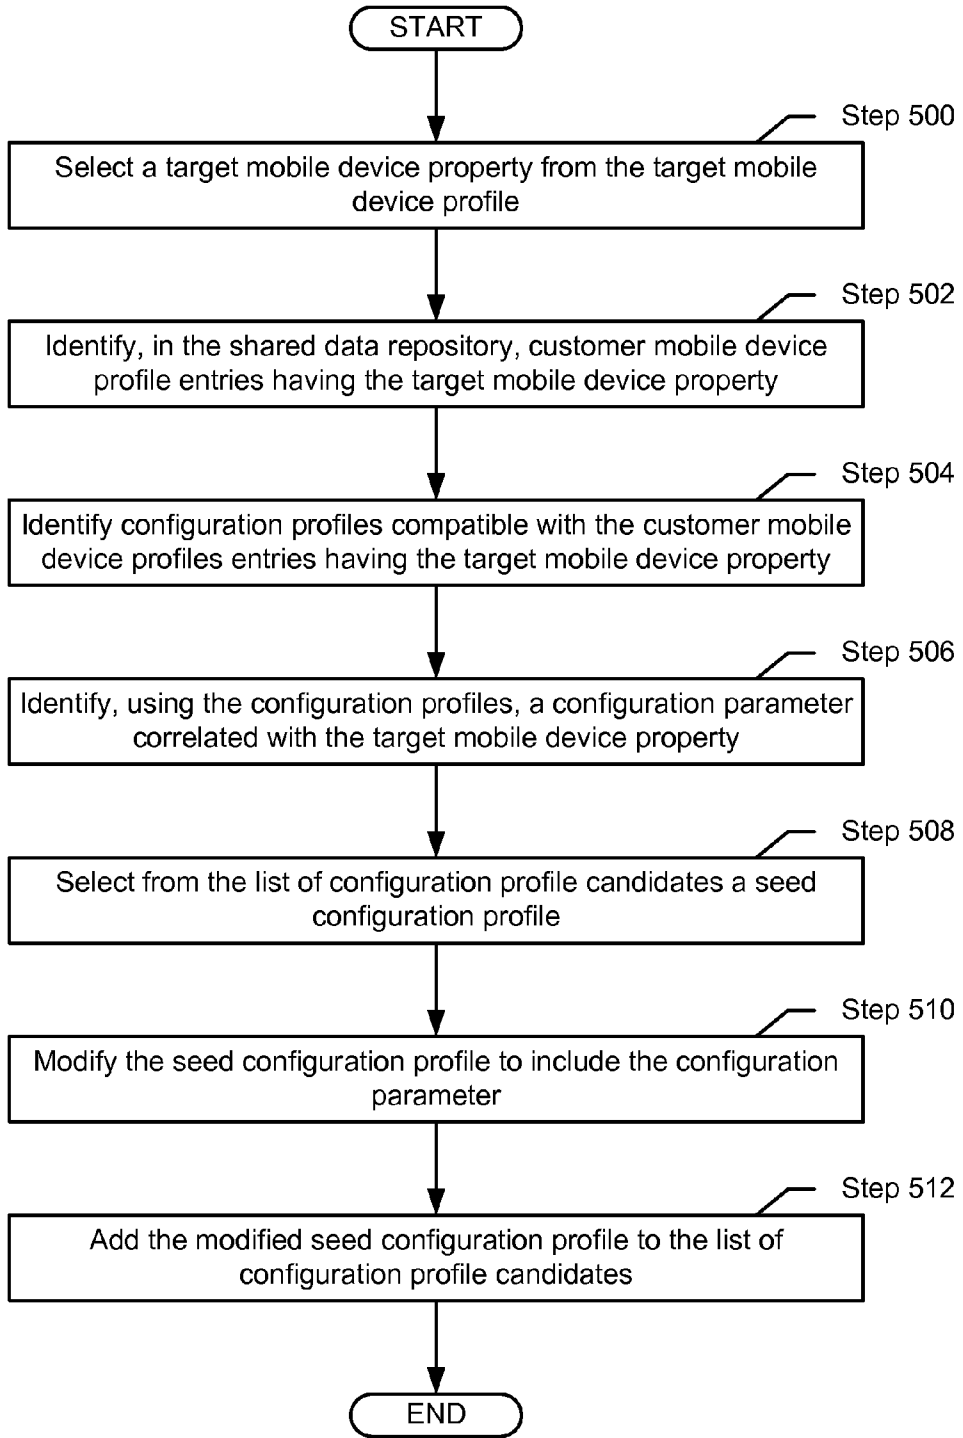 START
Step 500
Select a target mobile device property from the target mobile
device profile
Step 502
Identify, in the shared data repository, customer mobile device
profile entries having the target mobile device property
Step 504
Identify configuration profiles compatible with the customer mobile
device profiles entries having the target mobile device property
Step 506
Identify, using the configuration profiles, a configuration parameter
correlated with the target mobile device property
Step 508
Select from the list of configuration profile candidates a seed
configuration profile
Step 510
Modify the seed configuration profile to include the configuration
parameter
Step 512
Add the modified seed configuration profile to the list of
configuration profile candidates
END